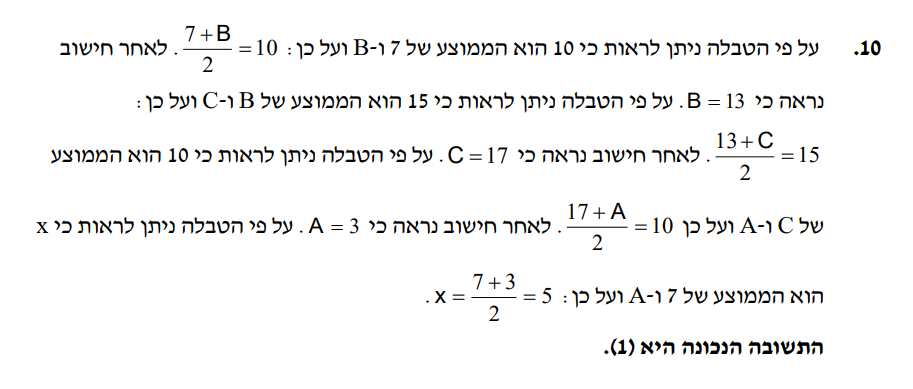 10. על פי הטבלה ניתן לראות כי 10 הוא הממוצע של 7 ו-B ועל כן: (7+B)/2 = 10. לאחר חישוב
נראה כי B = 13. על פי הטבלה ניתן לראות כי 15 הוא הממוצע של B ו-C ועל כן:
(13+C)/2 = 15. לאחר חישוב נראה כי C = 17. על פי הטבלה ניתן לראות כי 10 הוא הממוצע
של C ו-A ועל כן (17+A)/2 = 10. לאחר חישוב נראה כי A = 3. על פי הטבלה ניתן לראות כי x
הוא הממוצע של 7 ו-A ועל כן: x = (7+3)/2 = 5.
התשובה הנכונה היא (1).